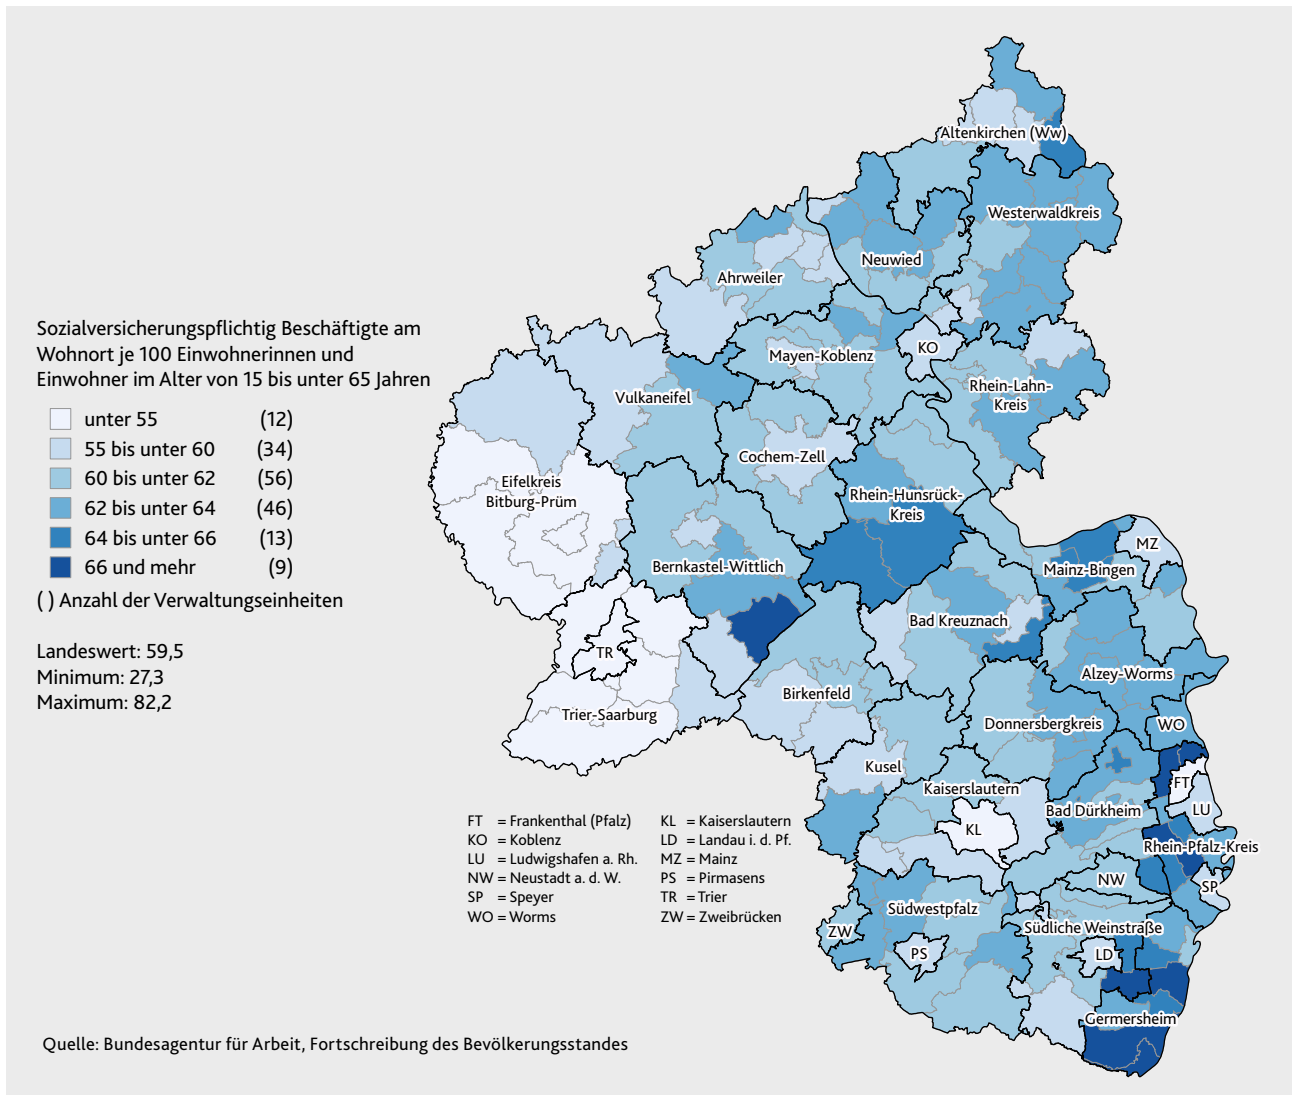 Sozialversicherungspflichtig Beschäftigte am
Wohnort je 100 Einwohnerinnen und
Einwohner im Alter von 15 bis unter 65 Jahren
unter 55 (12)
55 bis unter 60 (34)
60 bis unter 62 (56)
62 bis unter 64 (46)
64 bis unter 66 (13)
66 und mehr (9)
( ) Anzahl der Verwaltungseinheiten
Landeswert: 59,5
Minimum: 27,3
Maximum: 82,2
Altenkirchen (Ww)
Westerwaldkreis
Neuwied
Ahrweiler
KO
Mayen-Koblenz
Rhein-Lahn-
Kreis
Vulkaneifel
Cochem-Zell
Eifelkreis
Bitburg-Prüm
Rhein-Hunsrück-
Kreis
MZ
Mainz-Bingen
Bernkastel-Wittlich
Bad Kreuznach
TR
Alzey-Worms
Birkenfeld
Trier-Saarburg
Donnersbergkreis
WO
Kusel
FT
Kaiserslautern
LU
Bad Dürkheim
KL
Rhein-Pfalz-Kreis
NW
SP
Südwestpfalz
Südliche Weinstraße
ZW
PS
LD
Germersheim
FT = Frankenthal (Pfalz)
KO = Koblenz
LU = Ludwigshafen a. Rh.
NW = Neustadt a. d. W.
SP = Speyer
WO = Worms
KL = Kaiserslautern
LD = Landau i. d. Pf.
MZ = Mainz
PS = Pirmasens
TR = Trier
ZW = Zweibrücken
Quelle: Bundesagentur für Arbeit, Fortschreibung des Bevölkerungsstandes